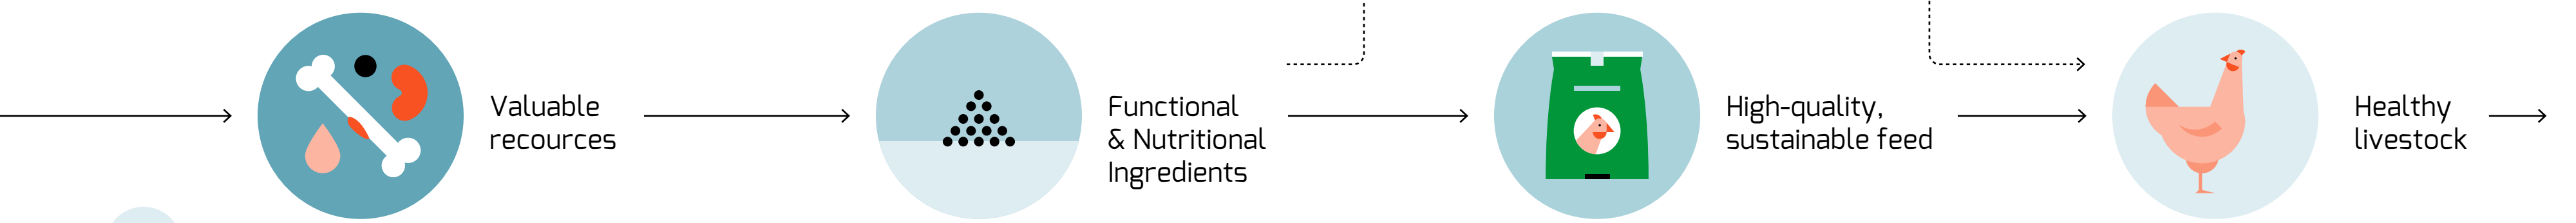 Valuable
recources
Functional
& Nutritional
Ingredients
High-quality,
sustainable feed
Healthy
livestock